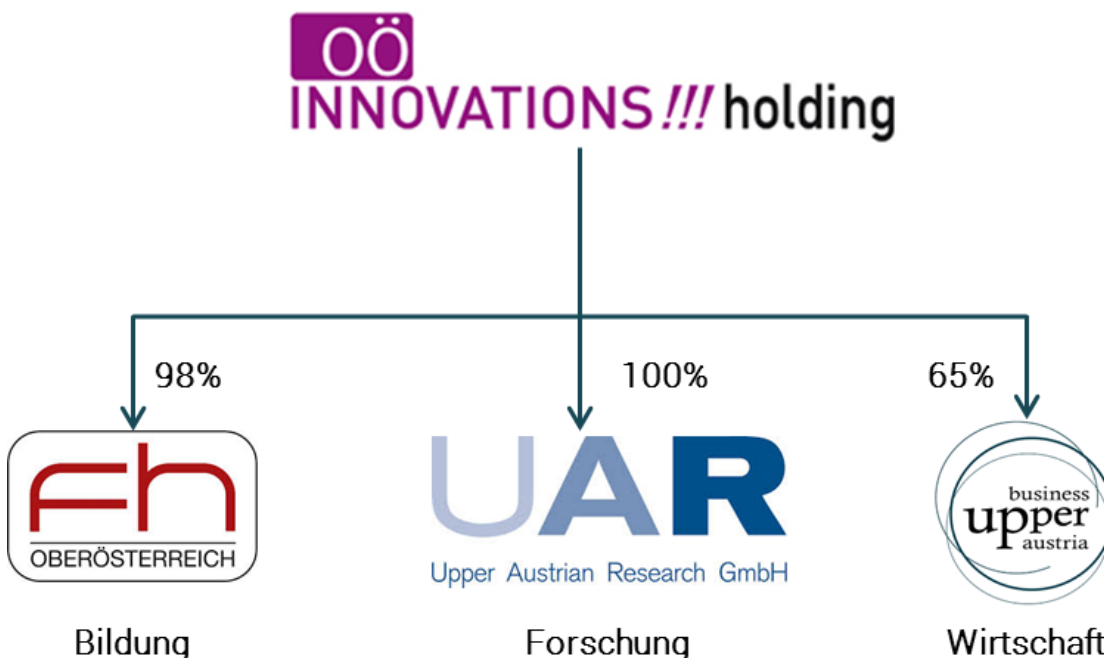 OÖ
INNOVATIONS !!! holding
98%
100%
65%
fh
OBERÖSTERREICH
UAR
Upper Austrian Research GmbH
business
upper
austria
Bildung
Forschung
Wirtschaft